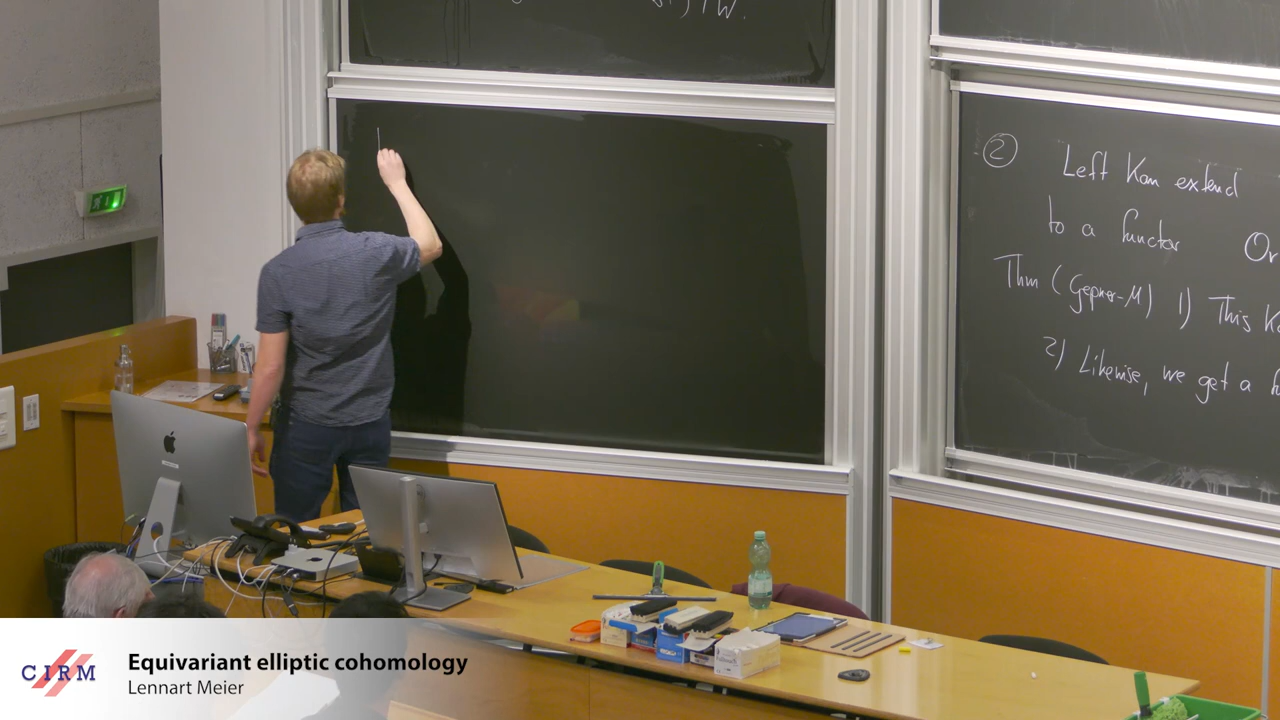 W.
②
Left Kan extend
to a functor Or
Thm (Gepner-M) 1) This K
2) Likewise, we get a f
CIRM
Equivariant elliptic cohomology
Lennart Meier